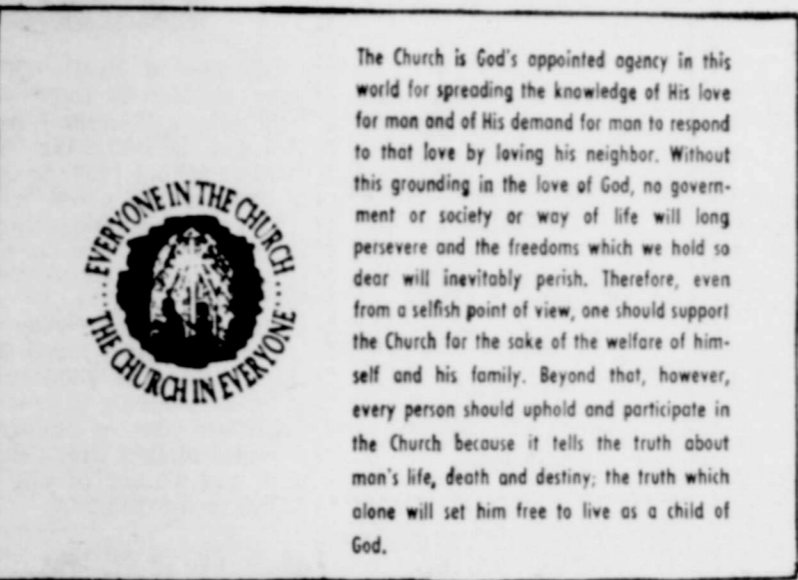 EVERYONE IN THE CHURCH
THE CHURCH IN EVERYONE
The Church is God's appointed agency in this
world for spreading the knowledge of His love
for man and of His demand for man to respond
to that love by loving his neighbor. Without
this grounding in the love of God, no govern-
ment or society or way of life will long
persevere and the freedoms which we hold so
dear will inevitably perish. Therefore, even
from a selfish point of view, one should support
the Church for the sake of the welfare of him-
self and his family. Beyond that, however,
every person should uphold and participate in
the Church because it tells the truth about
man's life, death and destiny; the truth which
alone will set him free to live as a child of
God.